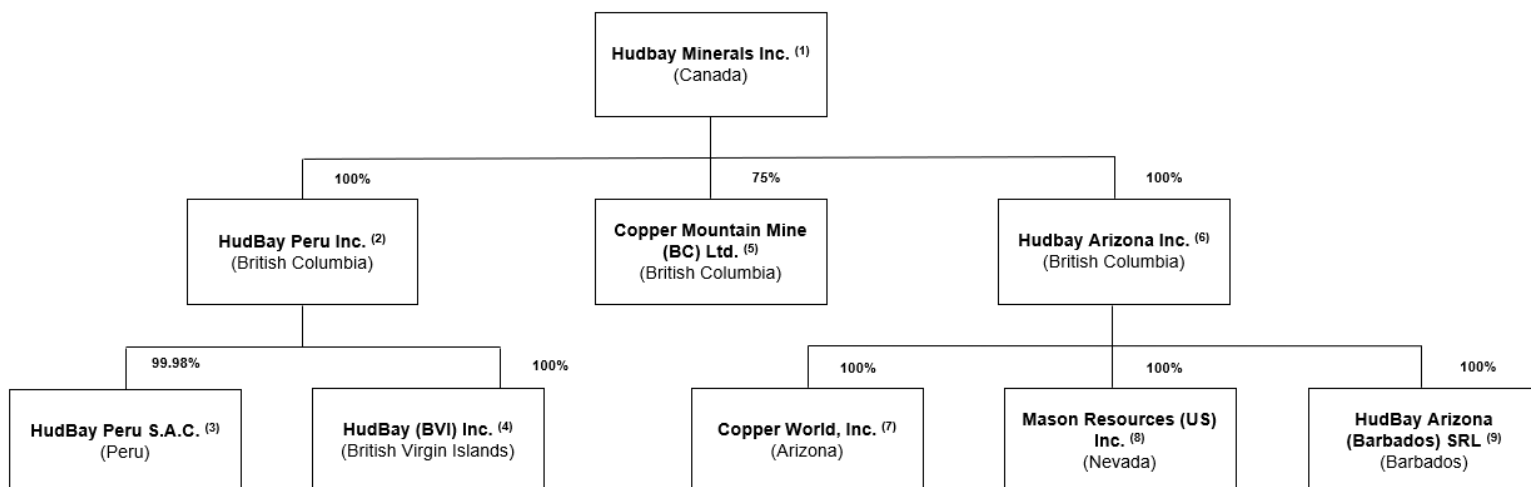 Hudbay Minerals Inc. (1)
(Canada)
100%
75%
100%
HudBay Peru Inc. (2)
(British Columbia)
Copper Mountain Mine
(BC) Ltd. (5)
(British Columbia)
Hudbay Arizona Inc. (6)
(British Columbia)
99.98%
100%
100%
100%
100%
HudBay Peru S.A.C. (3)
(Peru)
HudBay (BVI) Inc. (4)
(British Virgin Islands)
Copper World, Inc. (7)
(Arizona)
Mason Resources (US)
Inc. (8)
(Nevada)
HudBay Arizona
(Barbados) SRL (9)
(Barbados)